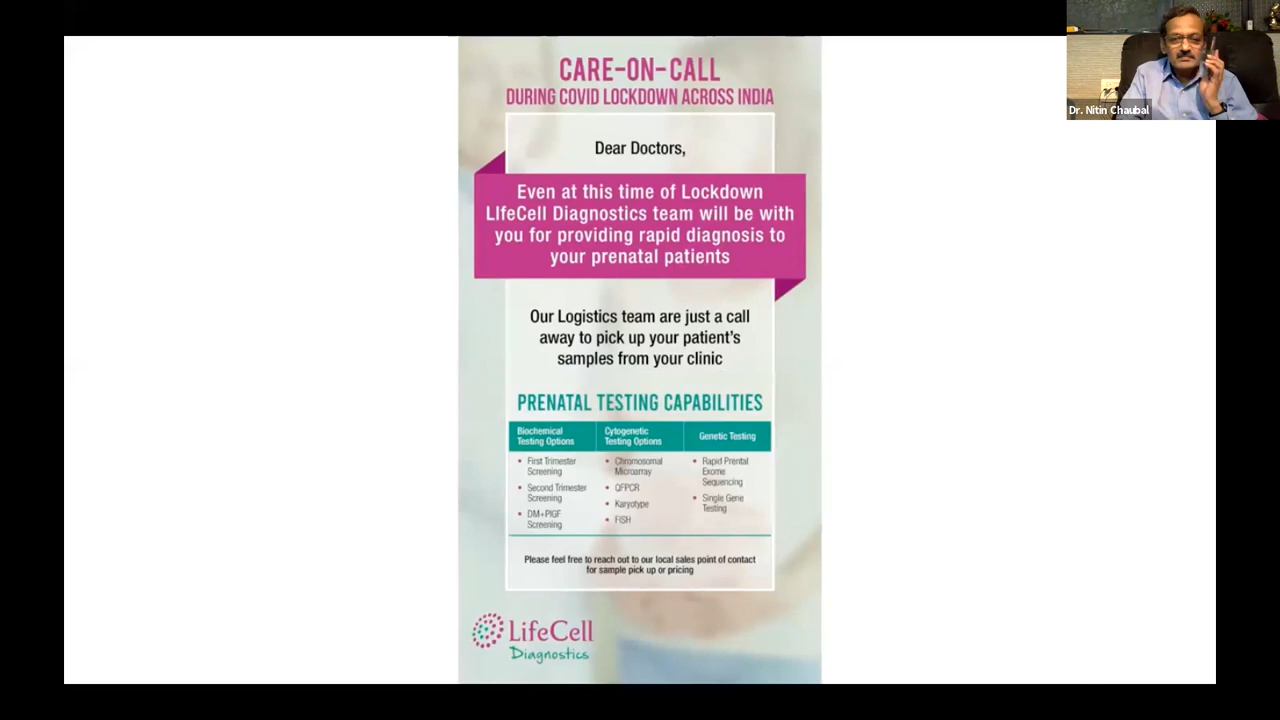 CARE-ON-CALL
DURING COVID LOCKDOWN ACROSS INDIA
Dear Doctors,
Even at this time of Lockdown
LIfeCell Diagnostics team will be with
you for providing rapid diagnosis to
your prenatal patients
Our Logistics team are just a call
away to pick up your patient's
samples from your clinic
PRENATAL TESTING CAPABILITIES
Biochemical
Testing Options
• First Trimester
Screening
• Second Trimester
Screening
• DM+PIGF
Screening
Cytogenetic
Testing Options
• Chromosomal
Microarray
• QFPCR
• Karyotype
• FISH
Genetic Testing
• Rapid Prental
Exome
Sequencing
• Single Gene
Testing
Please feel free to reach out to our local sales point of contact
for sample pick up or pricing
LifeCell
Diagnostics
Dr. Nitin Chaubal